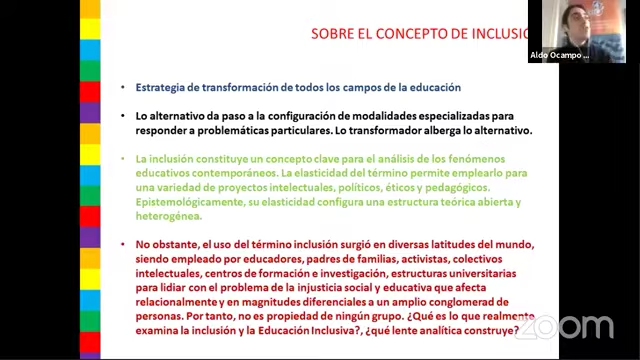 SOBRE EL CONCEPTO DE INCLUSI
Aldo Ocampo ...
• Estrategia de transformación de todos los campos de la educación
• Lo alternativo da paso a la configuración de modalidades especializadas para
responder a problemáticas particulares. Lo transformador alberga lo alternativo.
• La inclusión constituye un concepto clave para el análisis de los fenómenos
educativos contemporáneos. La elasticidad del término permite emplearlo para
una variedad de proyectos intelectuales, políticos, éticos y pedagógicos.
Epistemológicamente, su elasticidad configura una estructura teórica abierta y
heterogénea.
• No obstante, el uso del término inclusión surgió en diversas latitudes del mundo,
siendo empleado por educadores, padres de familias, activistas, colectivos
intelectuales, centros de formación e investigación, estructuras universitarias
para lidiar con el problema de la injusticia social y educativa que afecta
relacionalmente y en magnitudes diferenciales a un amplio conglomerad de
personas. Por tanto, no es propiedad de ningún grupo. ¿Qué es lo que realmente
examina la inclusión y la Educación Inclusiva?, ¿qué lente analítica construye?
zoom